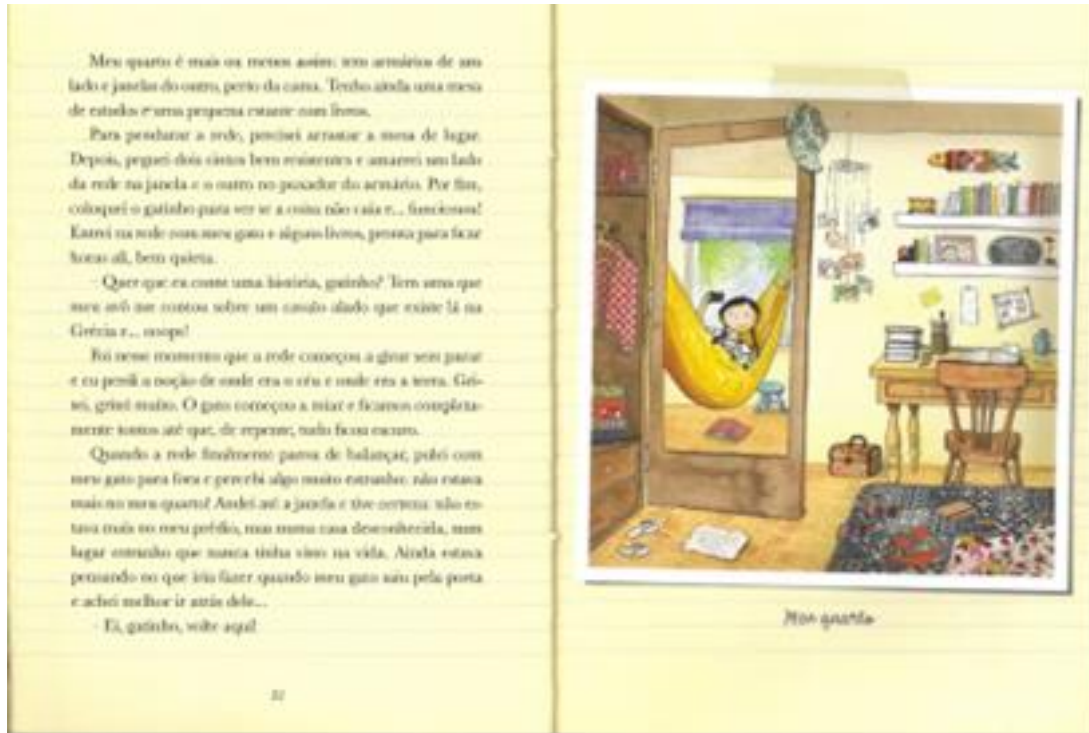 Meu quarto é mais ou menos assim: tem armários de um
lado e janelas do outro, perto da cama. Tenho ainda uma mesa
de estudos e uma pequena estante com livros.
Para pendurar a rede, precisei arrastar a mesa de lugar.
Depois, peguei dois cintos bem resistentes e amarrei um lado
da rede na janela e o outro no puxador do armário. Por fim,
coloquei o gatinho para ver se a coisa não caía e... funcionou!
Entrei na rede com meu gato e alguns livros, pronta para ficar
horas ali, bem quieta.
- Quer que eu conte uma história, gatinho? Tem uma que
meu avô me contou sobre um cavalo alado que existe lá na
Grécia e... ooops!
Foi nesse momento que a rede começou a girar sem parar
e eu perdi a noção de onde era o céu e onde era a terra. Gri-
tei, gritei muito. O gato começou a miar e ficamos completa-
mente tontos até que, de repente, tudo ficou escuro.
Quando a rede finalmente parou de balançar, pulei com
meu gato para fora e percebi algo muito estranho: não estava
mais no meu quarto! Andei até a janela e tive certeza: não es-
tava mais no meu prédio, mas numa casa desconhecida, num
lugar estranho que nunca tinha visto na vida. Ainda estava
pensando no que iria fazer quando meu gato saiu pela porta
e achei melhor ir atrás dele...
- Ei, gatinho, volte aqui!
Meu quarto